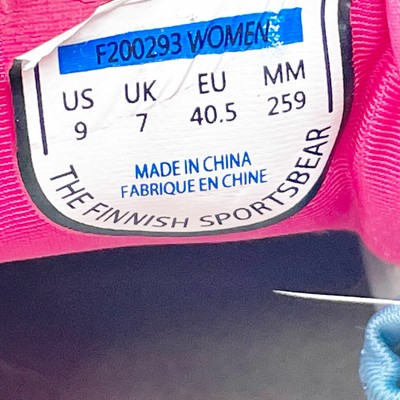 F200293 WOMEN
US UK EU MM
9 7 40.5 259
MADE IN CHINA
FABRIQUE EN CHINE
THE FINNISH SPORTSBEAR